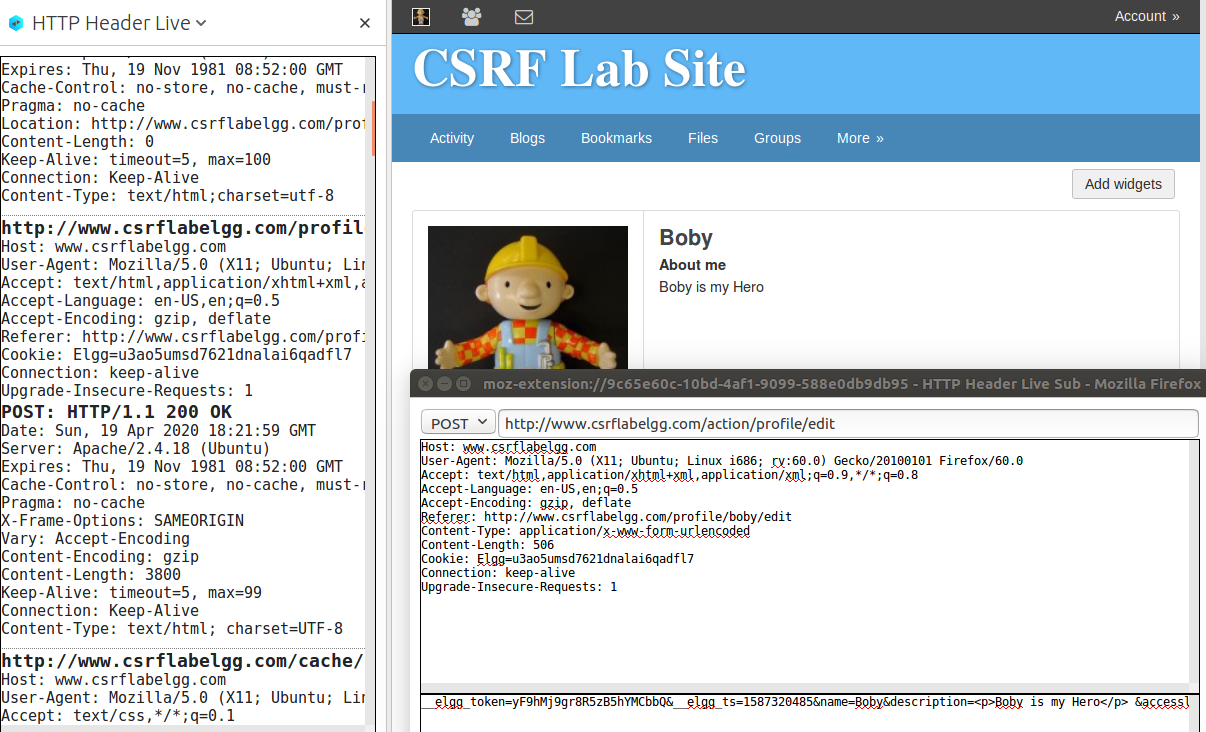 HTTP Header Live
Expires: Thu, 19 Nov 1981 08:52:00 GMT
Cache-Control: no-store, no-cache, must-r
Pragma: no-cache
Location: http://www.csrflabelgg.com/prof
Content-Length: 0
Keep-Alive: timeout=5, max=100
Connection: Keep-Alive
Content-Type: text/html;charset=utf-8
http://www.csrflabelgg.com/profil
Host: www.csrflabelgg.com
User-Agent: Mozilla/5.0 (X11; Ubuntu; Lin
Accept: text/html,application/xhtml+xml,a
Accept-Language: en-US,en;q=0.5
Accept-Encoding: gzip, deflate
Referer: http://www.csrflabelgg.com/profi
Cookie: Elgg=u3ao5umsd7621dnalai6qadfl7
Connection: keep-alive
Upgrade-Insecure-Requests: 1
POST: HTTP/1.1 200 OK
Date: Sun, 19 Apr 2020 18:21:59 GMT
Server: Apache/2.4.18 (Ubuntu)
Expires: Thu, 19 Nov 1981 08:52:00 GMT
Cache-Control: no-store, no-cache, must-r
Pragma: no-cache
X-Frame-Options: SAMEORIGIN
Vary: Accept-Encoding
Content-Encoding: gzip
Content-Length: 3800
Keep-Alive: timeout=5, max=99
Connection: Keep-Alive
Content-Type: text/html; charset=UTF-8
http://www.csrflabelgg.com/cache/
Host: www.csrflabelgg.com
User-Agent: Mozilla/5.0 (X11; Ubuntu; Lin
Accept: text/css,*/*;q=0.1
Account »
CSRF Lab Site
Activity Blogs Bookmarks Files Groups More »
Add widgets
Boby
About me
Boby is my Hero
moz-extension://9c65e60c-10bd-4af1-9099-588e0db9db95 - HTTP Header Live Sub - Mozilla Firefox
POST http://www.csrflabelgg.com/action/profile/edit
Host: www.csrflabelgg.com
User-Agent: Mozilla/5.0 (X11; Ubuntu; Linux i686; rv:60.0) Gecko/20100101 Firefox/60.0
Accept: text/html,application/xhtml+xml,application/xml;q=0.9,*/*;q=0.8
Accept-Language: en-US,en;q=0.5
Accept-Encoding: gzip, deflate
Referer: http://www.csrflabelgg.com/profile/boby/edit
Content-Type: application/x-www-form-urlencoded
Content-Length: 506
Cookie: Elgg=u3ao5umsd7621dnalai6qadfl7
Connection: keep-alive
Upgrade-Insecure-Requests: 1
__elgg_token=yF9hMj9gr8R5zB5hYMCbbQ&__elgg_ts=1587320485&name=Boby&description=<p>Boby is my Hero</p> &accessl